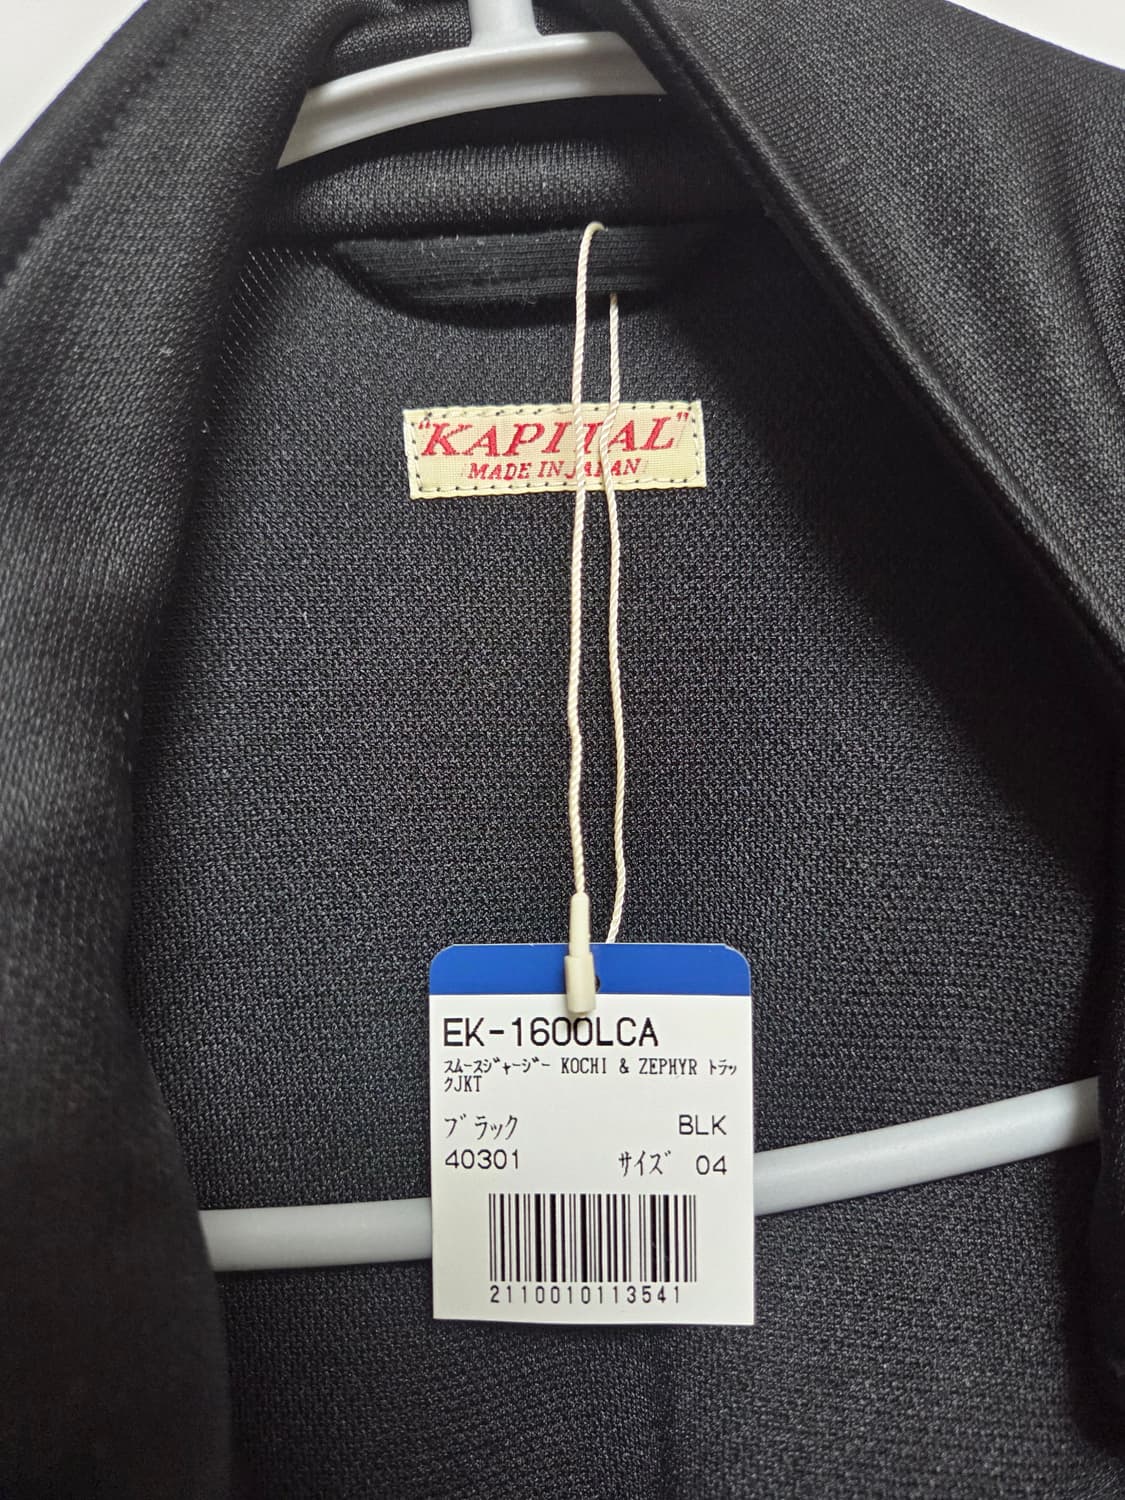 "KAPITAL"
MADE IN JAPAN
EK-1600LCA
ｽﾑｰｽｼﾞｬｰｼﾞｰ KOCHI & ZEPHYR ﾄﾗｯ
ｸJKT
ﾌﾞﾗｯｸ BLK
40301 ｻｲｽﾞ 04
2110010113541